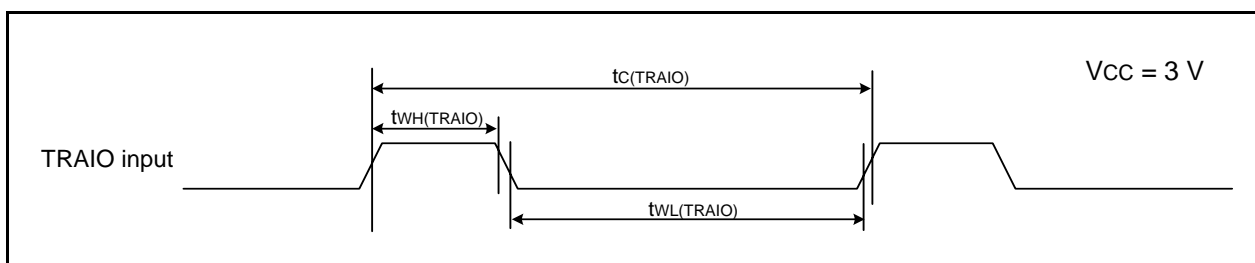 tC(TRAIO)
VCC = 3 V
tWH(TRAIO)
TRAIO input
tWL(TRAIO)